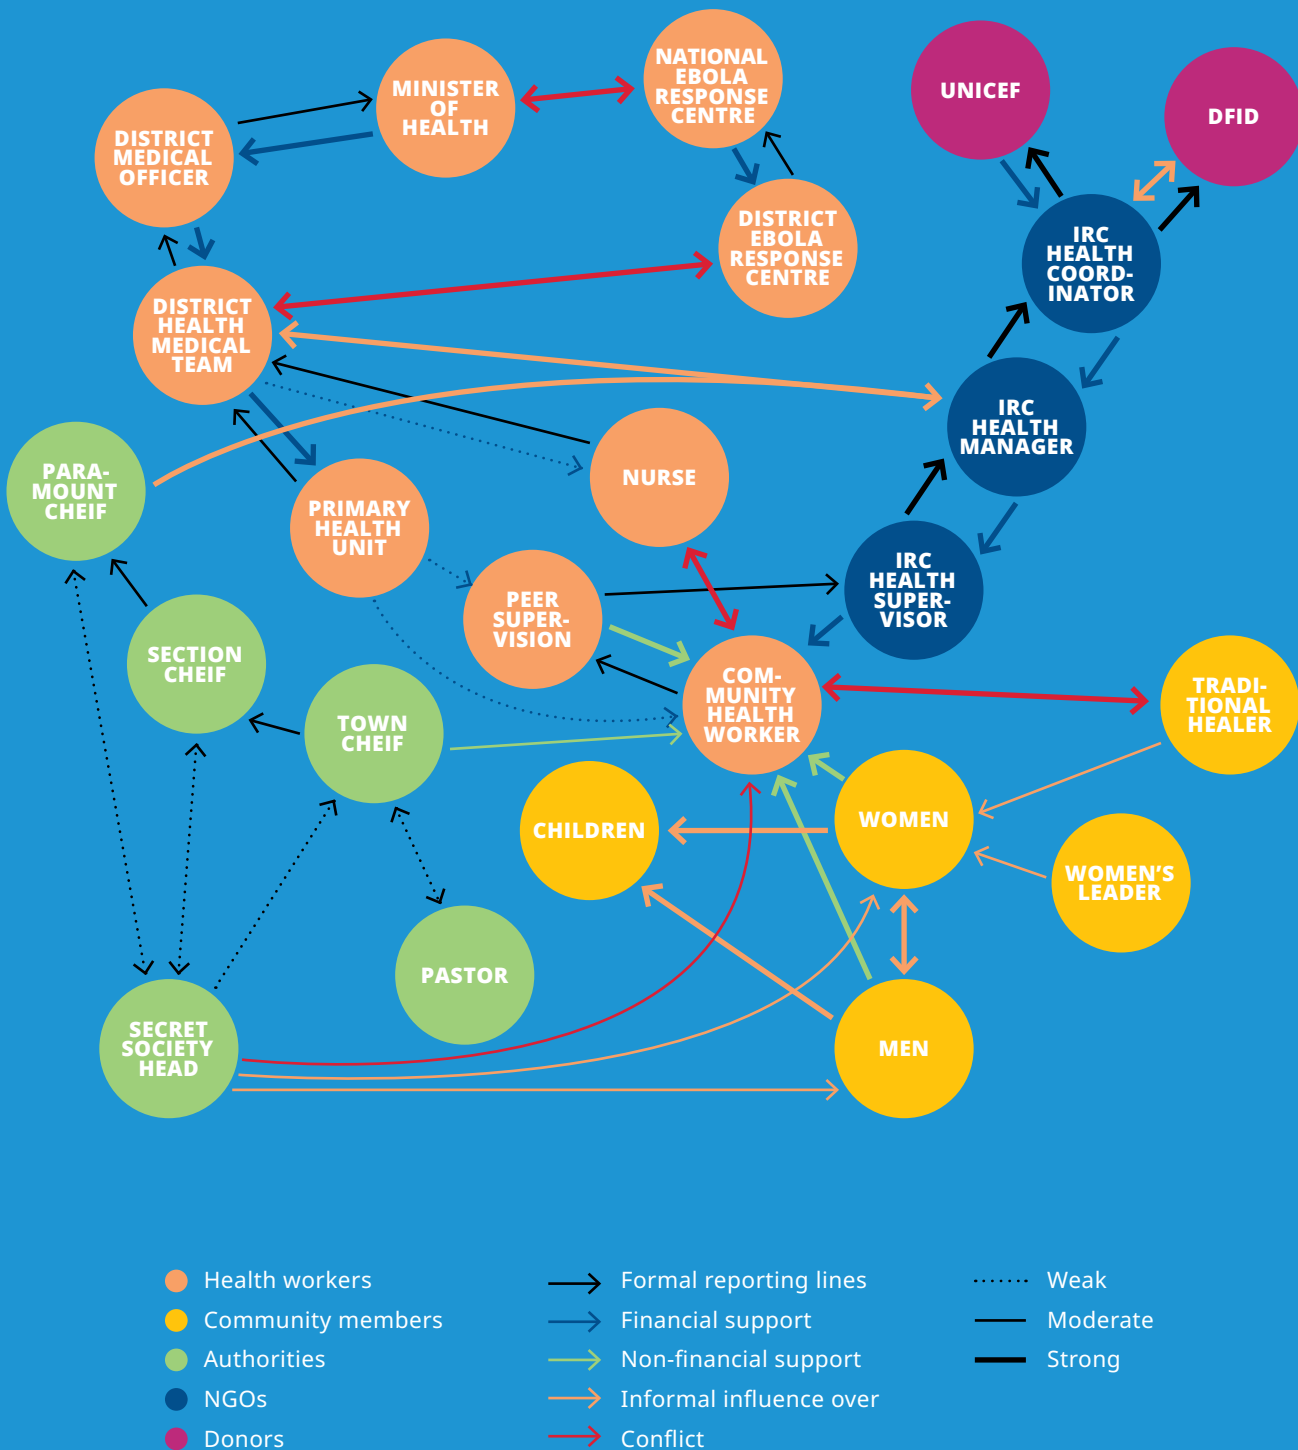 NATIONAL
EBOLA
RESPONSE
CENTRE
UNICEF
DFID
MINISTER
OF
HEALTH
DISTRICT
MEDICAL
OFFICER
DISTRICT
EBOLA
RESPONSE
CENTRE
IRC
HEALTH
COORD-
INATOR
DISTRICT
HEALTH
MEDICAL
TEAM
IRC
HEALTH
MANAGER
PARA-
MOUNT
CHEIF
NURSE
PRIMARY
HEALTH
UNIT
IRC
HEALTH
SUPER-
VISOR
PEER
SUPER-
VISION
SECTION
CHEIF
COM-
MUNITY
HEALTH
WORKER
TRADI-
TIONAL
HEALER
TOWN
CHEIF
CHILDREN
WOMEN
WOMEN'S
LEADER
PASTOR
SECRET
SOCIETY
HEAD
MEN
Health workers
Community members
Authorities
NGOs
Donors
Formal reporting lines
Financial support
Non-financial support
Informal influence over
Conflict
Weak
Moderate
Strong